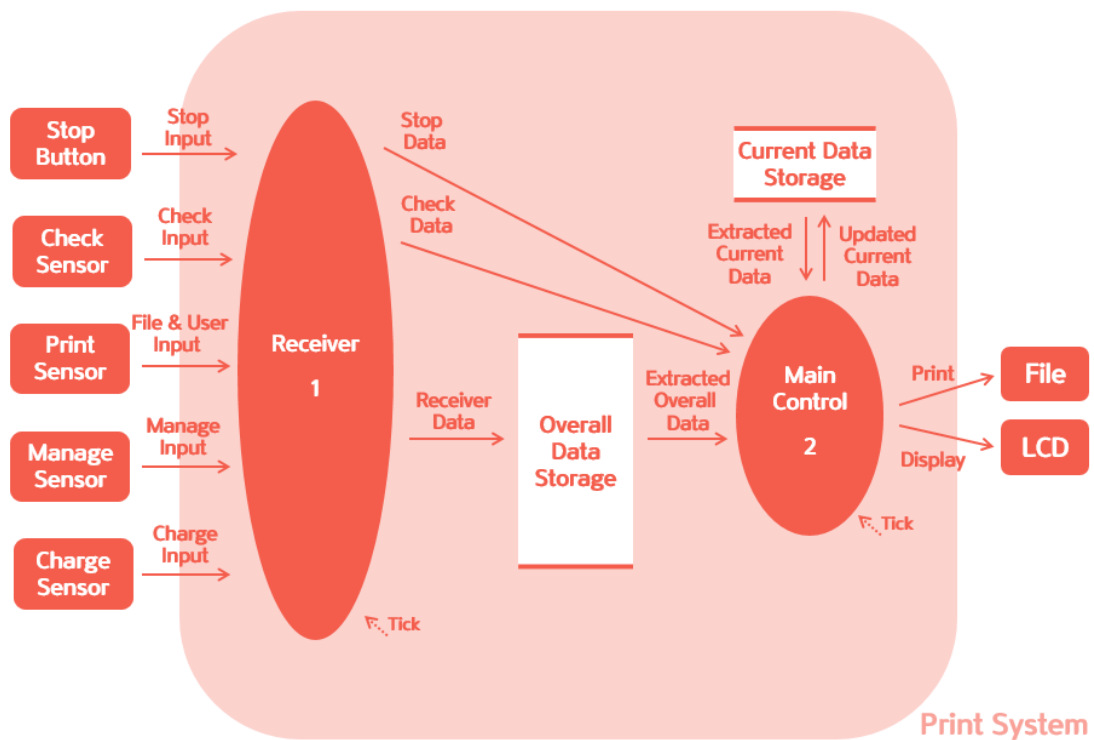 Stop
Button
Stop
Input
Check
Sensor
Check
Input
Print
Sensor
File & User
Input
Manage
Sensor
Manage
Input
Charge
Sensor
Charge
Input
Receiver
1
Tick
Stop
Data
Check
Data
Receiver
Data
Overall
Data
Storage
Extracted
Overall
Data
Current Data
Storage
Extracted
Current
Data
Updated
Current
Data
Main
Control
2
Tick
Print
File
Display
LCD
Print System